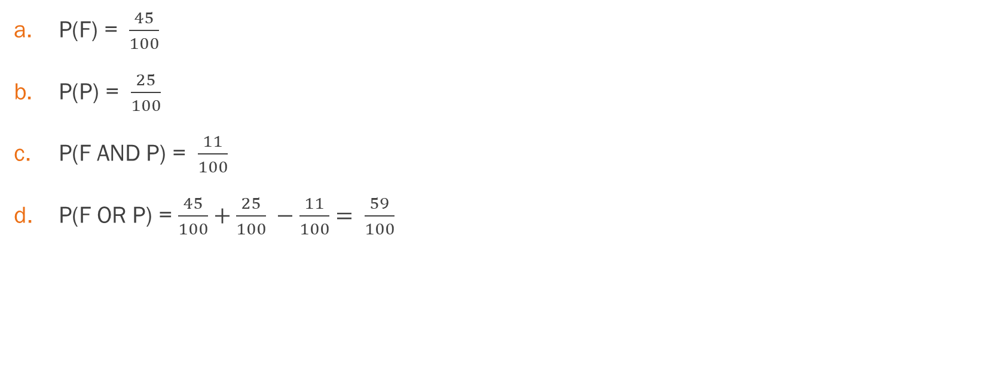 a. P(F) = 45/100
b. P(P) = 25/100
c. P(F AND P) = 11/100
d. P(F OR P) = 45/100 + 25/100 − 11/100 = 59/100